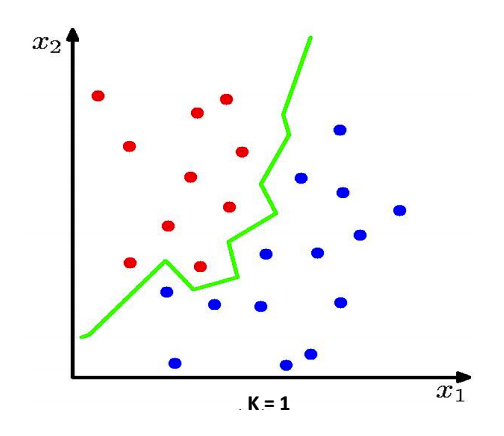 x₂
x₁
K = 1